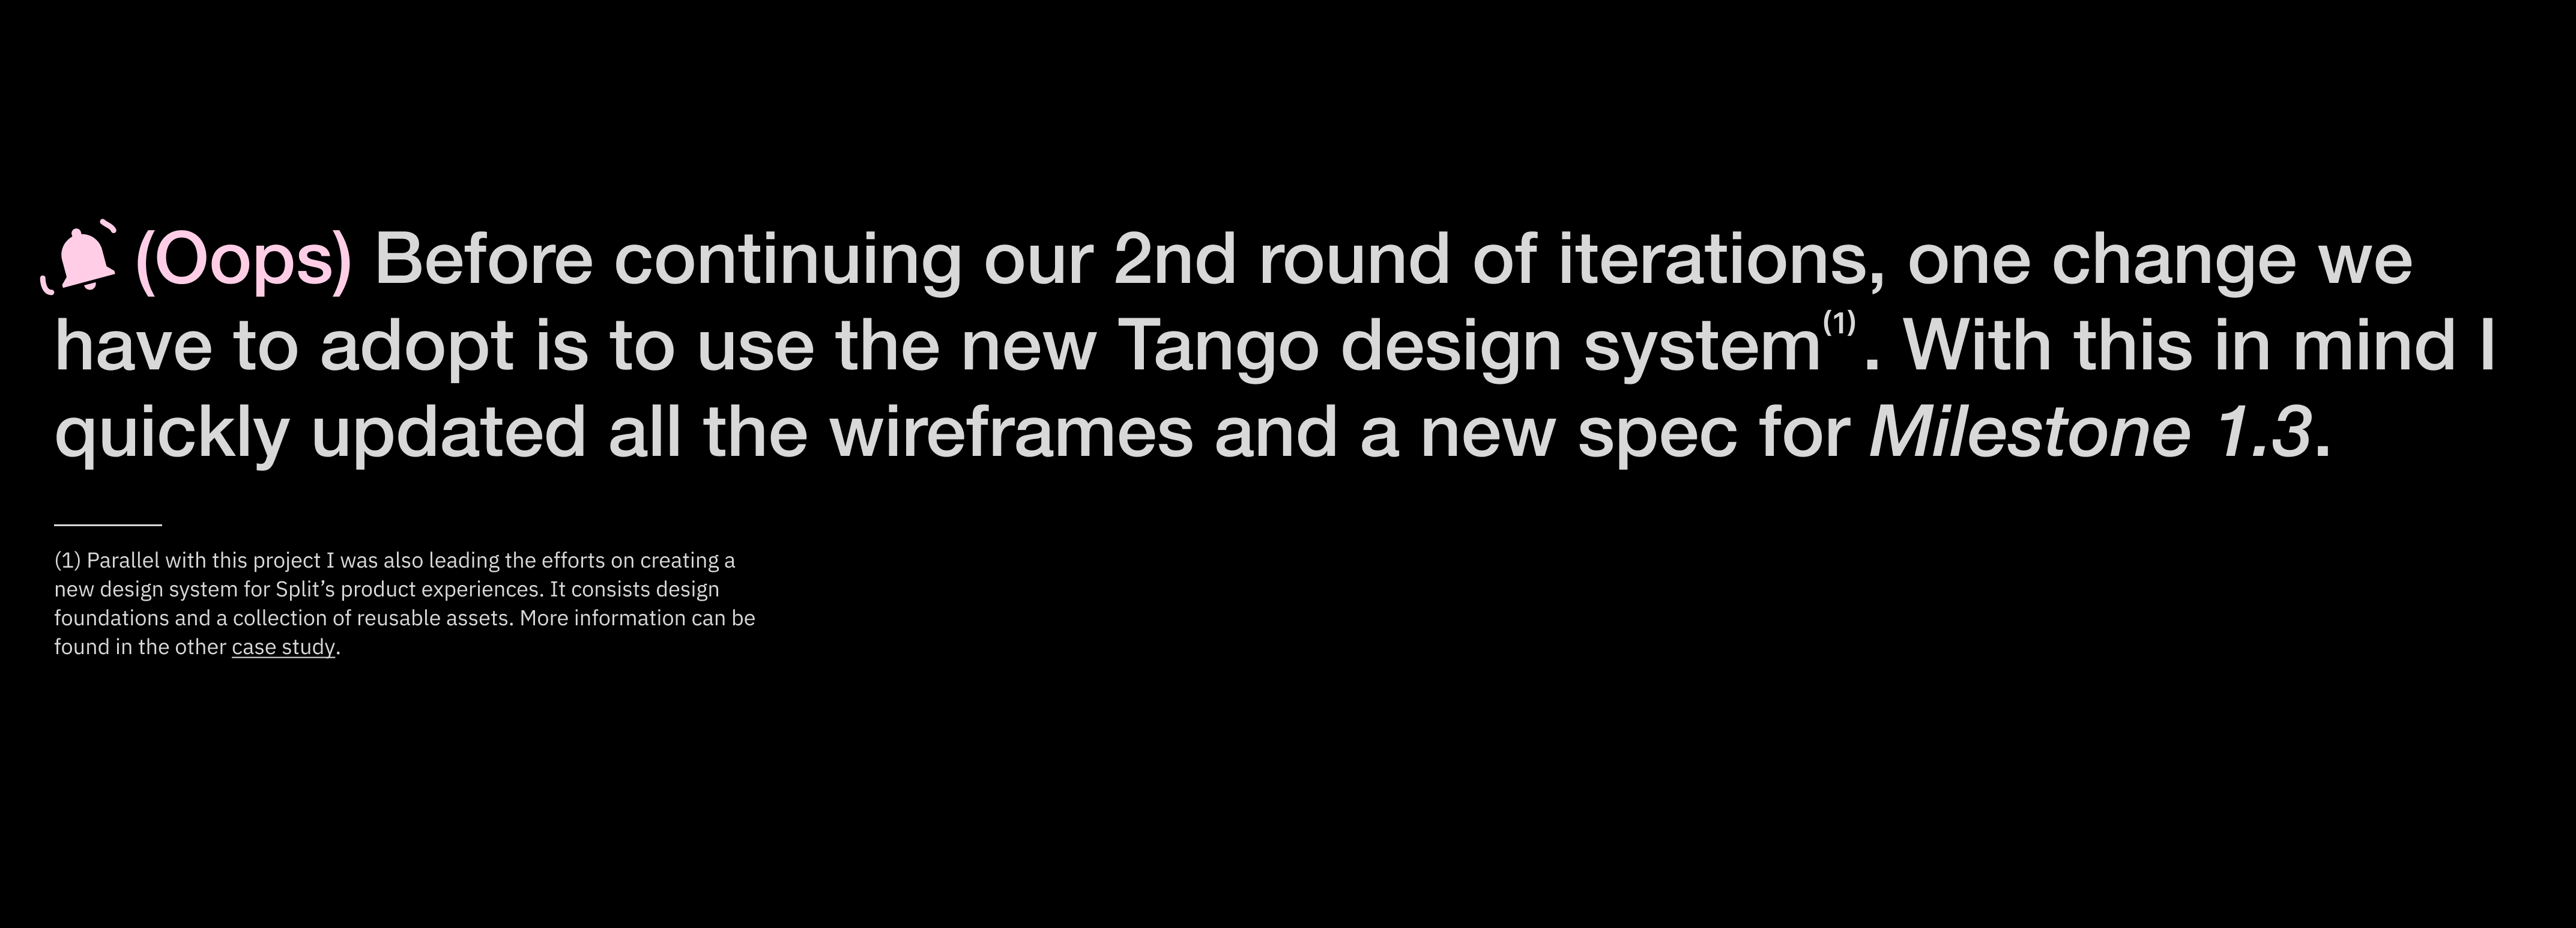 (Oops) Before continuing our 2nd round of iterations, one change we
have to adopt is to use the new Tango design system(1). With this in mind I
quickly updated all the wireframes and a new spec for Milestone 1.3.
(1) Parallel with this project I was also leading the efforts on creating a
new design system for Split’s product experiences. It consists design
foundations and a collection of reusable assets. More information can be
found in the other case study.